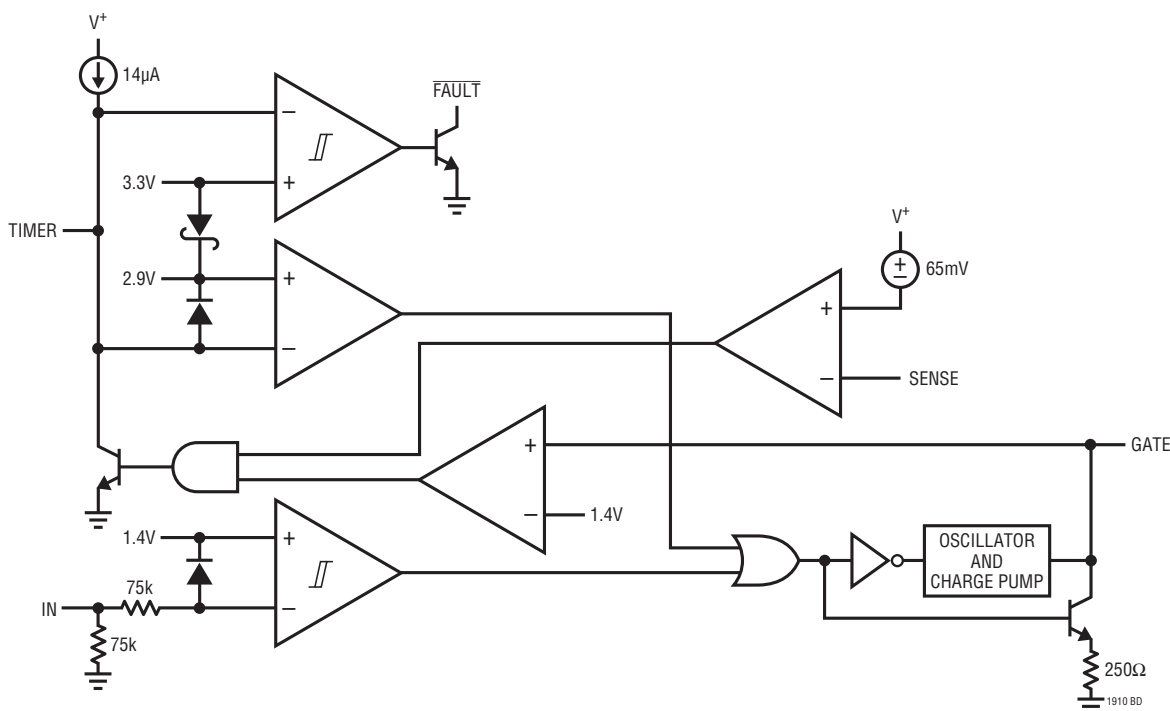 V+
14µA
FAULT
−
3.3V
+
TIMER
V+
2.9V
+
+
−
65mV
+
−
−
SENSE
+
GATE
−
1.4V
1.4V
+
OSCILLATOR
AND
CHARGE PUMP
75k
IN
−
75k
250Ω
1910 BD